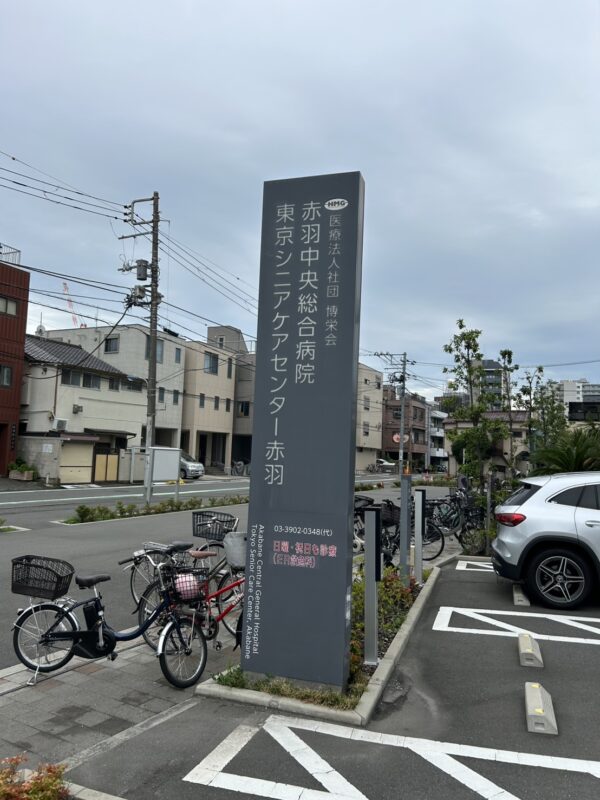 HMG
医療法人社団 博栄会
赤羽中央総合病院
東京シニアケアセンター赤羽
03-3902-0348(代)
日曜・祝日も診療
Akabane Central General Hospital
Tokyo Senior Care Center, Akabane